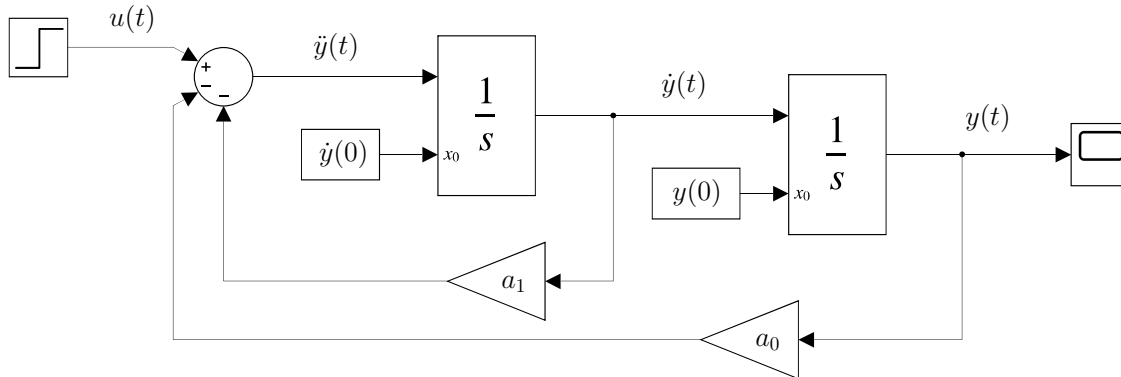 u(t)
ÿ(t)
ẏ(t)
y(t)
+
−
−
1
s
x₀
ẏ(0)
1
s
x₀
y(0)
a₁
a₀